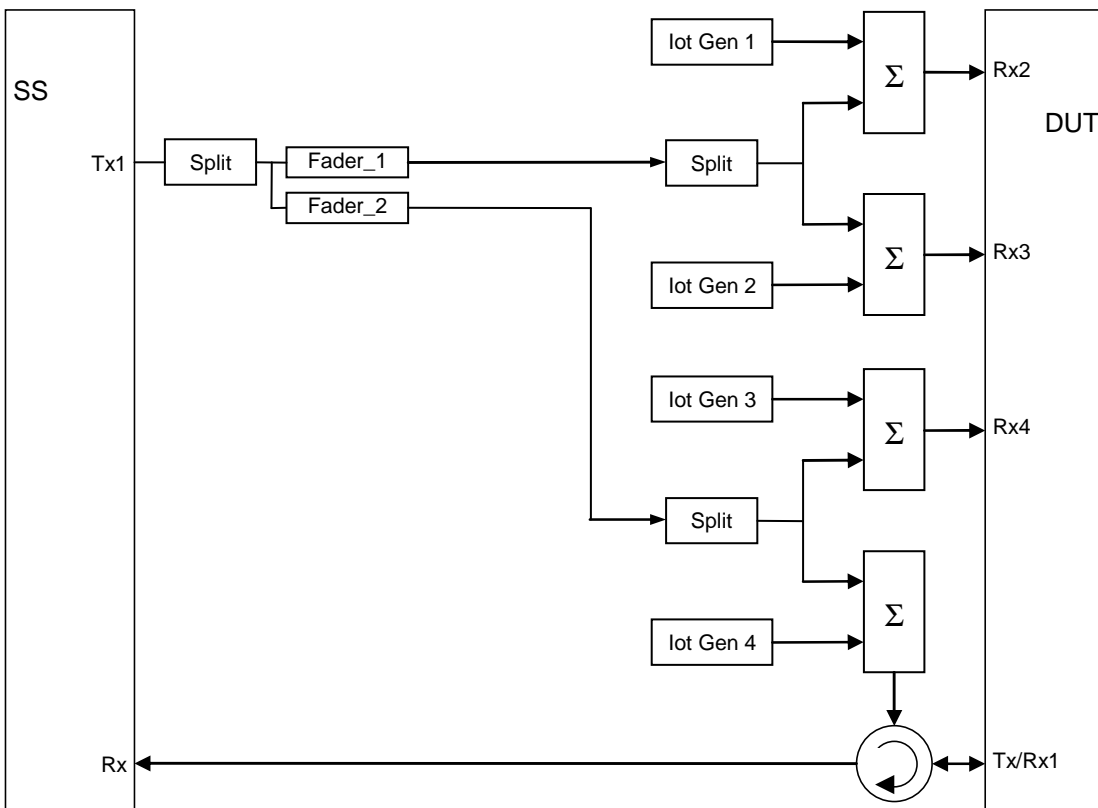 SS
DUT
Iot Gen 1
Σ
Rx2
Tx1
Split
Fader_1
Split
Fader_2
Σ
Rx3
Iot Gen 2
Iot Gen 3
Σ
Rx4
Split
Σ
Iot Gen 4
Rx
Tx/Rx1